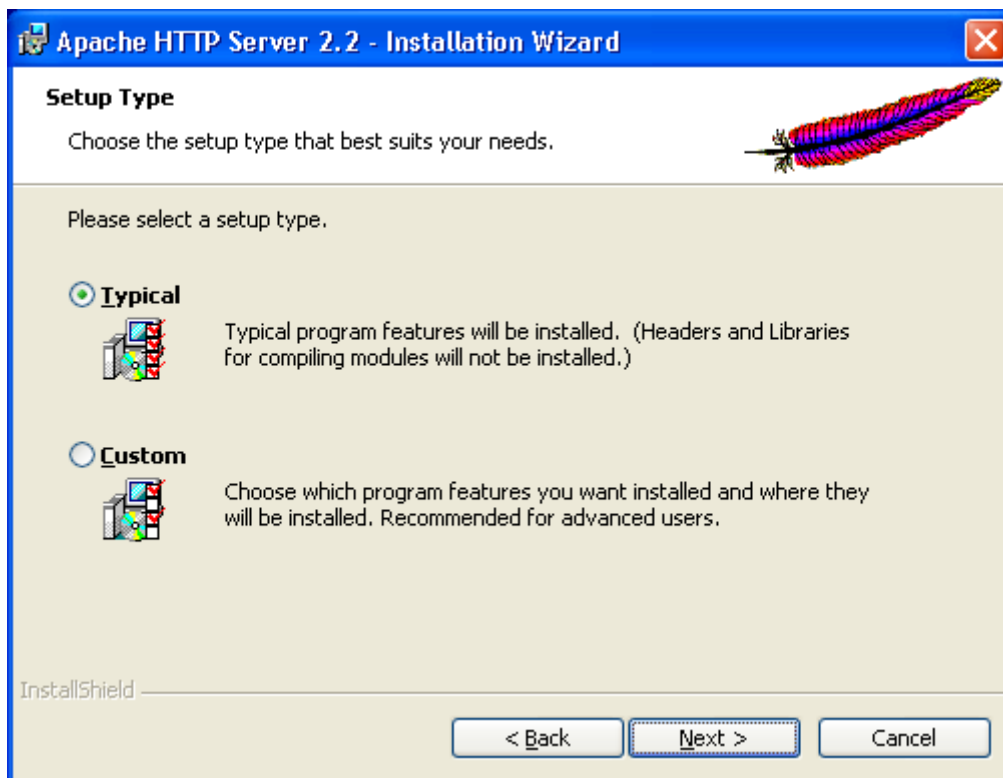 Apache HTTP Server 2.2 - Installation Wizard
Setup Type
Choose the setup type that best suits your needs.
Please select a setup type.
Typical
Typical program features will be installed.  (Headers and Libraries
for compiling modules will not be installed.)
Custom
Choose which program features you want installed and where they
will be installed. Recommended for advanced users.
InstallShield
< Back
Next >
Cancel